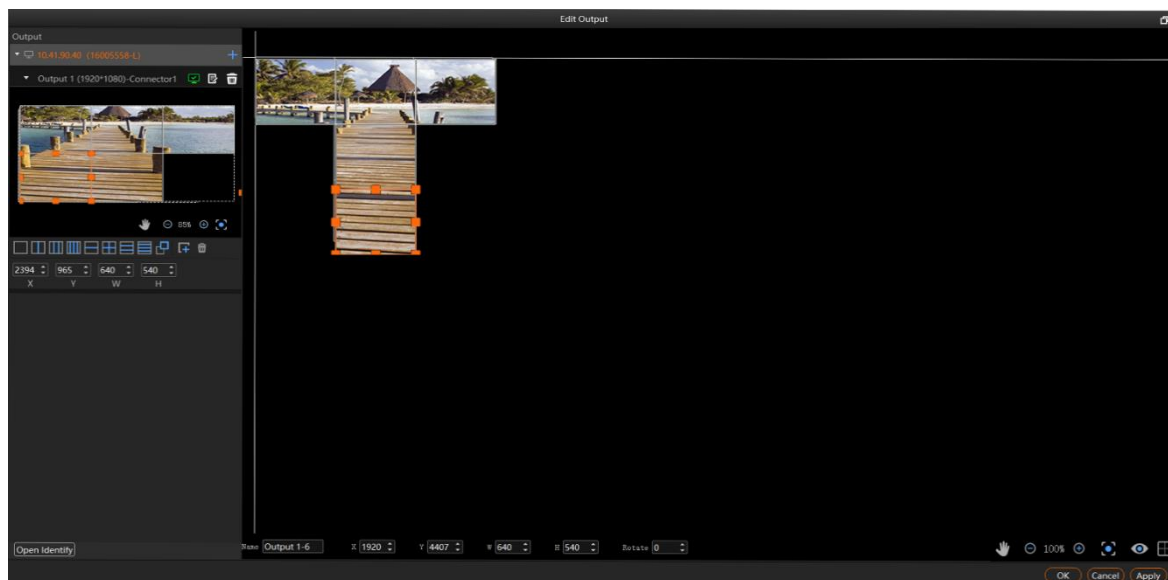 Edit Output
Output
10.41.90.40 (16005558-L)
Output 1 (1920*1080)-Connector1
85%
2394 965 640 540
X Y W H
Open Identify
Name Output 1-6 X 1920 Y 4407 W 640 H 540 Rotate 0
100%
OK Cancel Apply